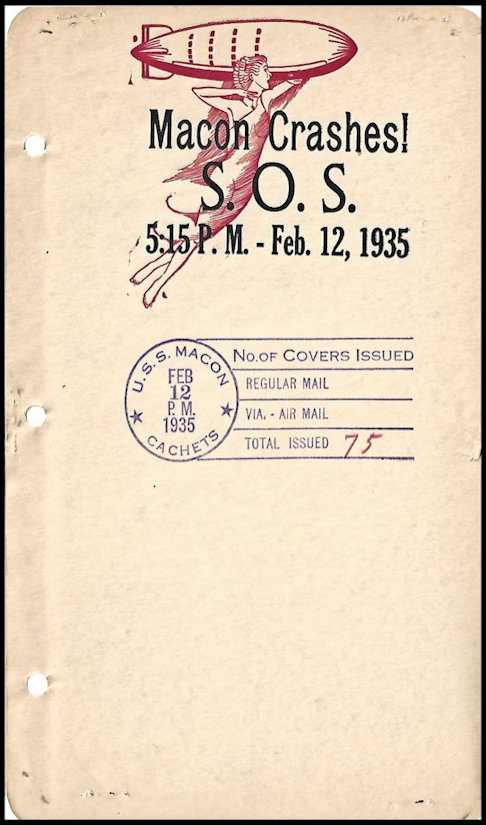 Macon Crashes!
S. O. S.
5:15 P. M. - Feb. 12, 1935
U.S.S. MACON
FEB
12
P. M.
1935
CACHETS
No. OF COVERS ISSUED
REGULAR MAIL
VIA. - AIR MAIL
TOTAL ISSUED 75